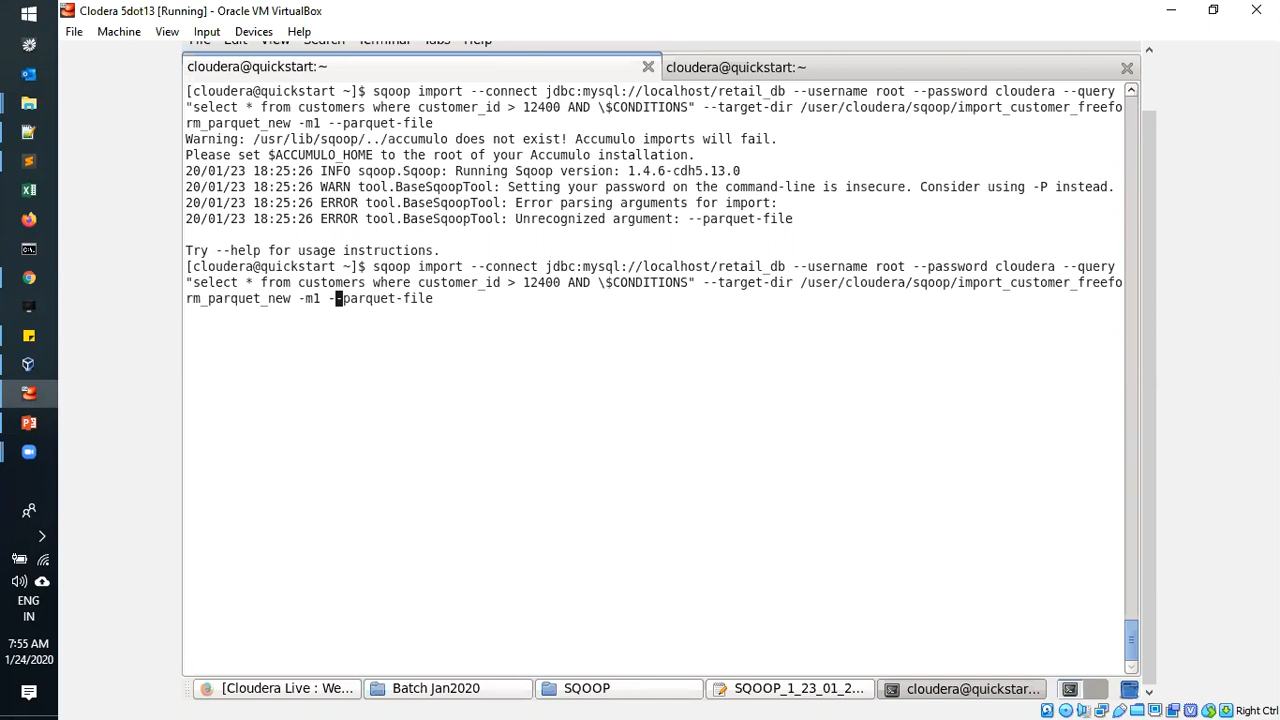 Clodera 5dot13 [Running] - Oracle VM VirtualBox
File Machine View Input Devices Help
File Edit View Search Terminal Tabs Help
cloudera@quickstart:~
cloudera@quickstart:~
[cloudera@quickstart ~]$ sqoop import --connect jdbc:mysql://localhost/retail_db --username root --password cloudera --query
"select * from customers where customer_id > 12400 AND \$CONDITIONS" --target-dir /user/cloudera/sqoop/import_customer_freefo
rm_parquet_new -m1 --parquet-file
Warning: /usr/lib/sqoop/../accumulo does not exist! Accumulo imports will fail.
Please set $ACCUMULO_HOME to the root of your Accumulo installation.
20/01/23 18:25:26 INFO sqoop.Sqoop: Running Sqoop version: 1.4.6-cdh5.13.0
20/01/23 18:25:26 WARN tool.BaseSqoopTool: Setting your password on the command-line is insecure. Consider using -P instead.
20/01/23 18:25:26 ERROR tool.BaseSqoopTool: Error parsing arguments for import:
20/01/23 18:25:26 ERROR tool.BaseSqoopTool: Unrecognized argument: --parquet-file
Try --help for usage instructions.
[cloudera@quickstart ~]$ sqoop import --connect jdbc:mysql://localhost/retail_db --username root --password cloudera --query
"select * from customers where customer_id > 12400 AND \$CONDITIONS" --target-dir /user/cloudera/sqoop/import_customer_freefo
rm_parquet_new -m1 --parquet-file
ENG
IN
7:55 AM
1/24/2020
[Cloudera Live : We...
Batch Jan2020
SQOOP
SQOOP_1_23_01_2...
cloudera@quickstar...
Right Ctrl